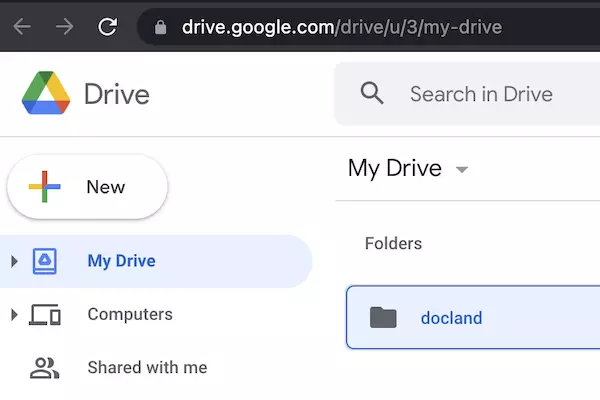 drive.google.com/drive/u/3/my-drive
Drive
Search in Drive
New
My Drive
My Drive
Folders
Computers
docland
Shared with me